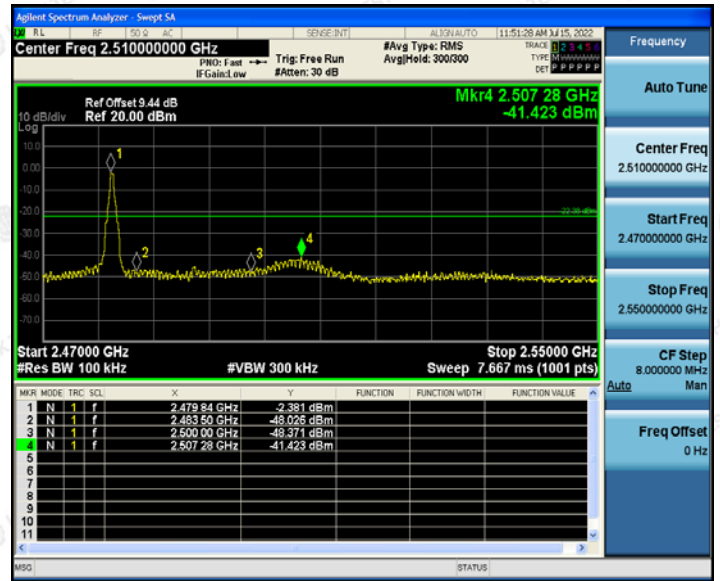 Agilent Spectrum Analyzer - Swept SA
RL RF 50 Ω AC SENSE:INT ALIGNAUTO 11:51:28 AM Jul 15, 2022
Center Freq 2.510000000 GHz
PNO: Fast
IFGain:Low
Trig: Free Run
#Atten: 30 dB
#Avg Type: RMS
Avg|Hold: 300/300
TRACE 1 2 3 4 5 6
TYPE M
DET P P P P P P
Ref Offset 9.44 dB
10 dB/div Ref 20.00 dBm
Log
Mkr4 2.507 28 GHz
-41.423 dBm
10.0
0.00
-10.0
-20.0
-30.0
-40.0
-50.0
-60.0
-70.0
1
2
3
4
-22.38 dBm
Start 2.47000 GHz Stop 2.55000 GHz
#Res BW 100 kHz #VBW 300 kHz Sweep 7.667 ms (1001 pts)
MKR MODE TRC SCL X Y FUNCTION FUNCTION WIDTH FUNCTION VALUE
1 N 1 f 2.479 84 GHz -2.381 dBm
2 N 1 f 2.483 50 GHz -48.026 dBm
3 N 1 f 2.500 00 GHz -48.371 dBm
4 N 1 f 2.507 28 GHz -41.423 dBm
5
6
7
8
9
10
11
MSG STATUS
Frequency
Auto Tune
Center Freq
2.510000000 GHz
Start Freq
2.470000000 GHz
Stop Freq
2.550000000 GHz
CF Step
8.000000 MHz
Auto Man
Freq Offset
0 Hz